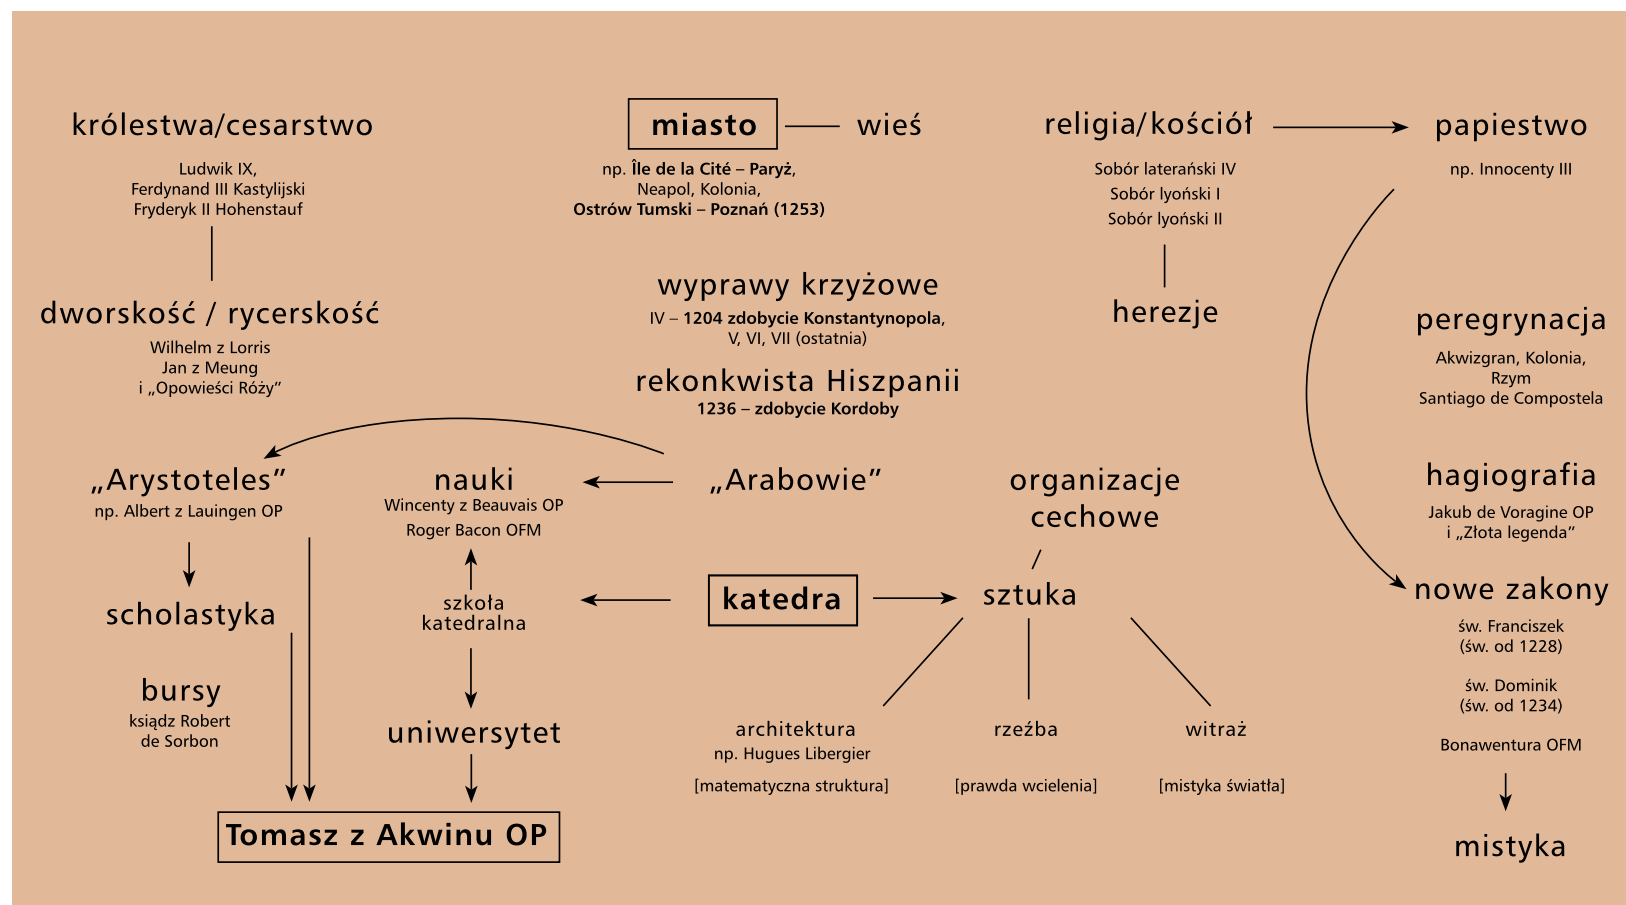 królestwa/cesarstwo
Ludwik IX,
Ferdynand III Kastylijski
Fryderyk II Hohenstauf
dworskość / rycerskość
Wilhelm z Lorris
Jan z Meung
i „Opowieści Róży”
miasto
wieś
np. Île de la Cité – Paryż,
Neapol, Kolonia,
Ostrów Tumski – Poznań (1253)
wyprawy krzyżowe
IV – 1204 zdobycie Konstantynopola,
V, VI, VII (ostatnia)
rekonkwista Hiszpanii
1236 – zdobycie Kordoby
religia/kościół
Sobór laterański IV
Sobór lyoński I
Sobór lyoński II
herezje
papiestwo
np. Innocenty III
peregrynacja
Akwizgran, Kolonia,
Rzym
Santiago de Compostela
hagiografia
Jakub de Voragine OP
i „Złota legenda”
nowe zakony
św. Franciszek
(św. od 1228)
św. Dominik
(św. od 1234)
Bonawentura OFM
mistyka
„Arystoteles”
np. Albert z Lauingen OP
scholastyka
bursy
ksiądz Robert
de Sorbon
nauki
Wincenty z Beauvais OP
Roger Bacon OFM
szkoła
katedralna
uniwersytet
Tomasz z Akwinu OP
„Arabowie”
katedra
organizacje
cechowe
sztuka
architektura
np. Hugues Libergier
[matematyczna struktura]
rzeźba
[prawda wcielenia]
witraż
[mistyka światła]